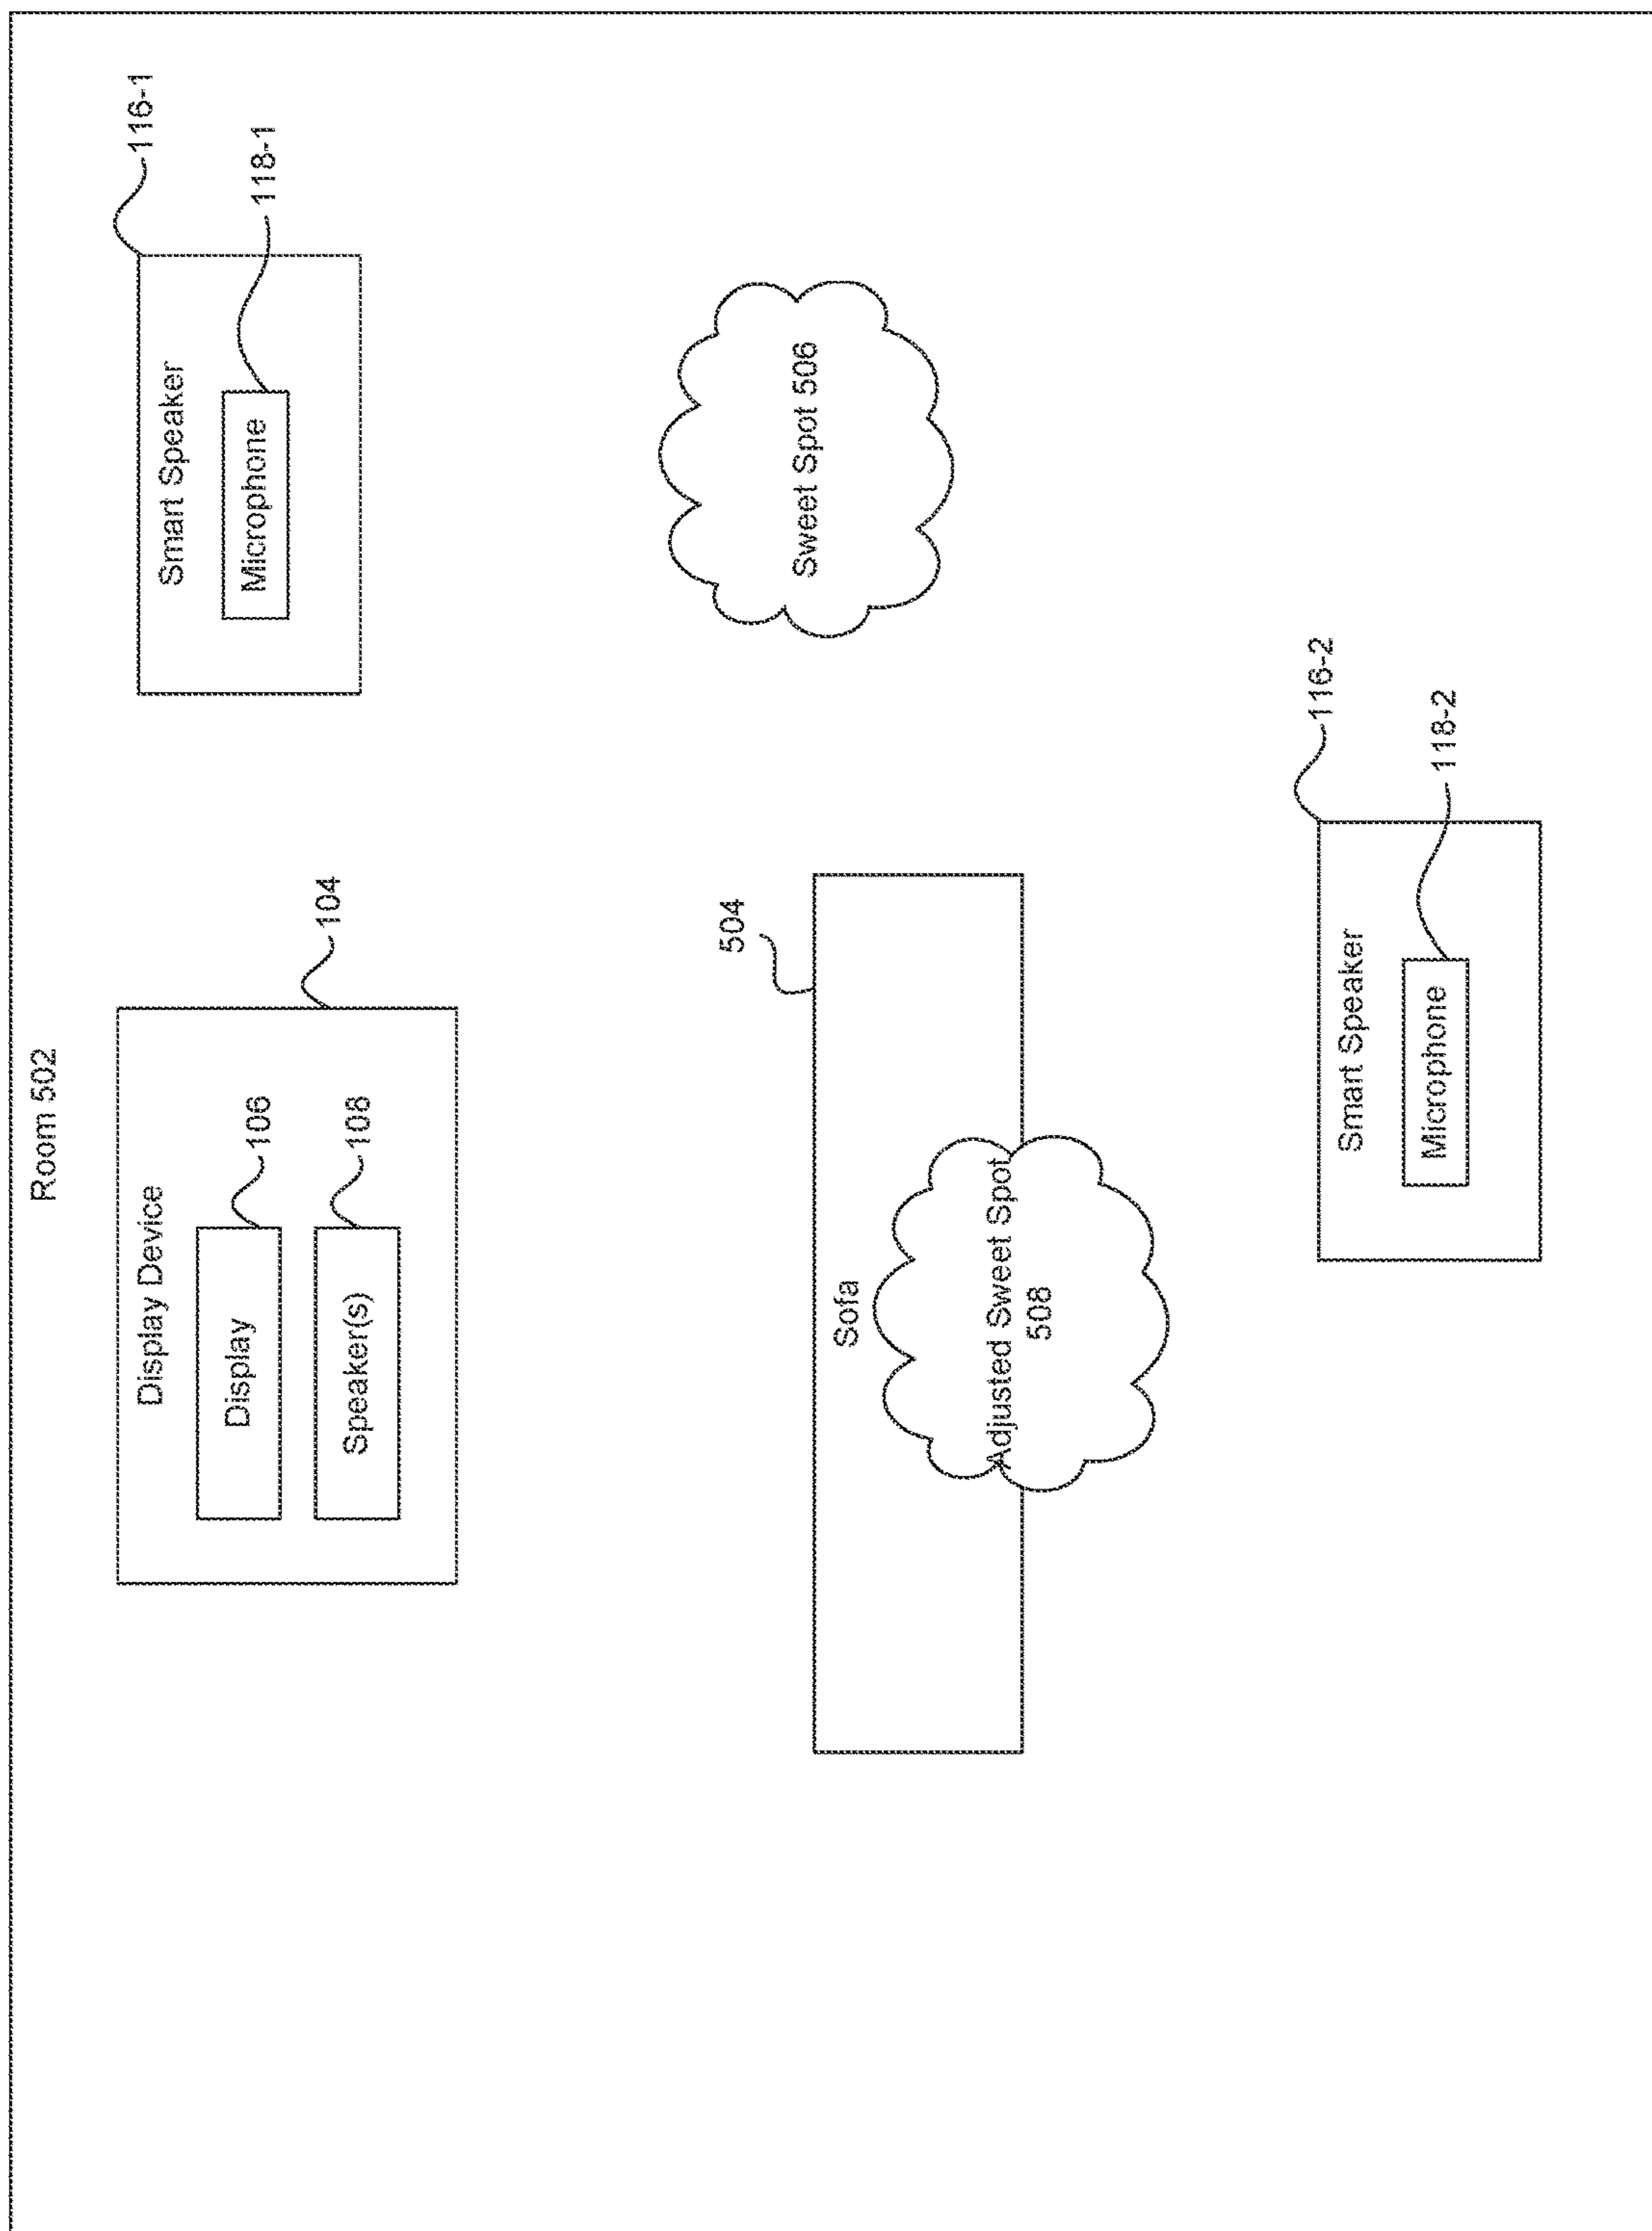 Room 502
Display Device
Display
106
Speaker(s)
108
104
Smart Speaker
116-1
Microphone
118-1
504
Sofa
Adjusted Sweet Spot
508
Sweet Spot 506
Smart Speaker
116-2
Microphone
118-2